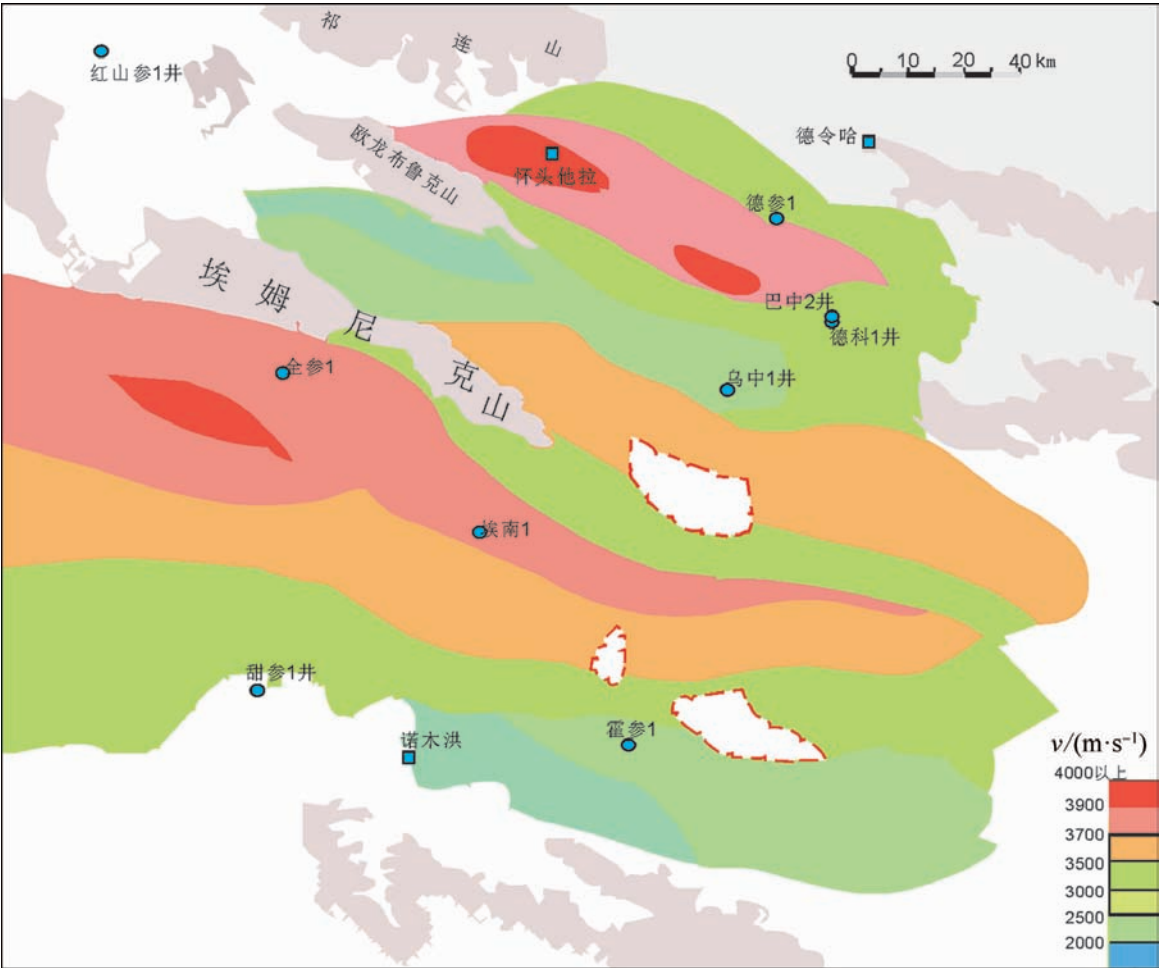 祁连山
红山参1井
0 10 20 40 km
欧龙布鲁克山
怀头他拉
德令哈
德参1
埃姆尼克山
巴中2井
德科1井
全参1
乌中1井
埃南1
甜参1井
诺木洪
霍参1
v/(m·s⁻¹)
4000以上
3900
3700
3500
3000
2500
2000